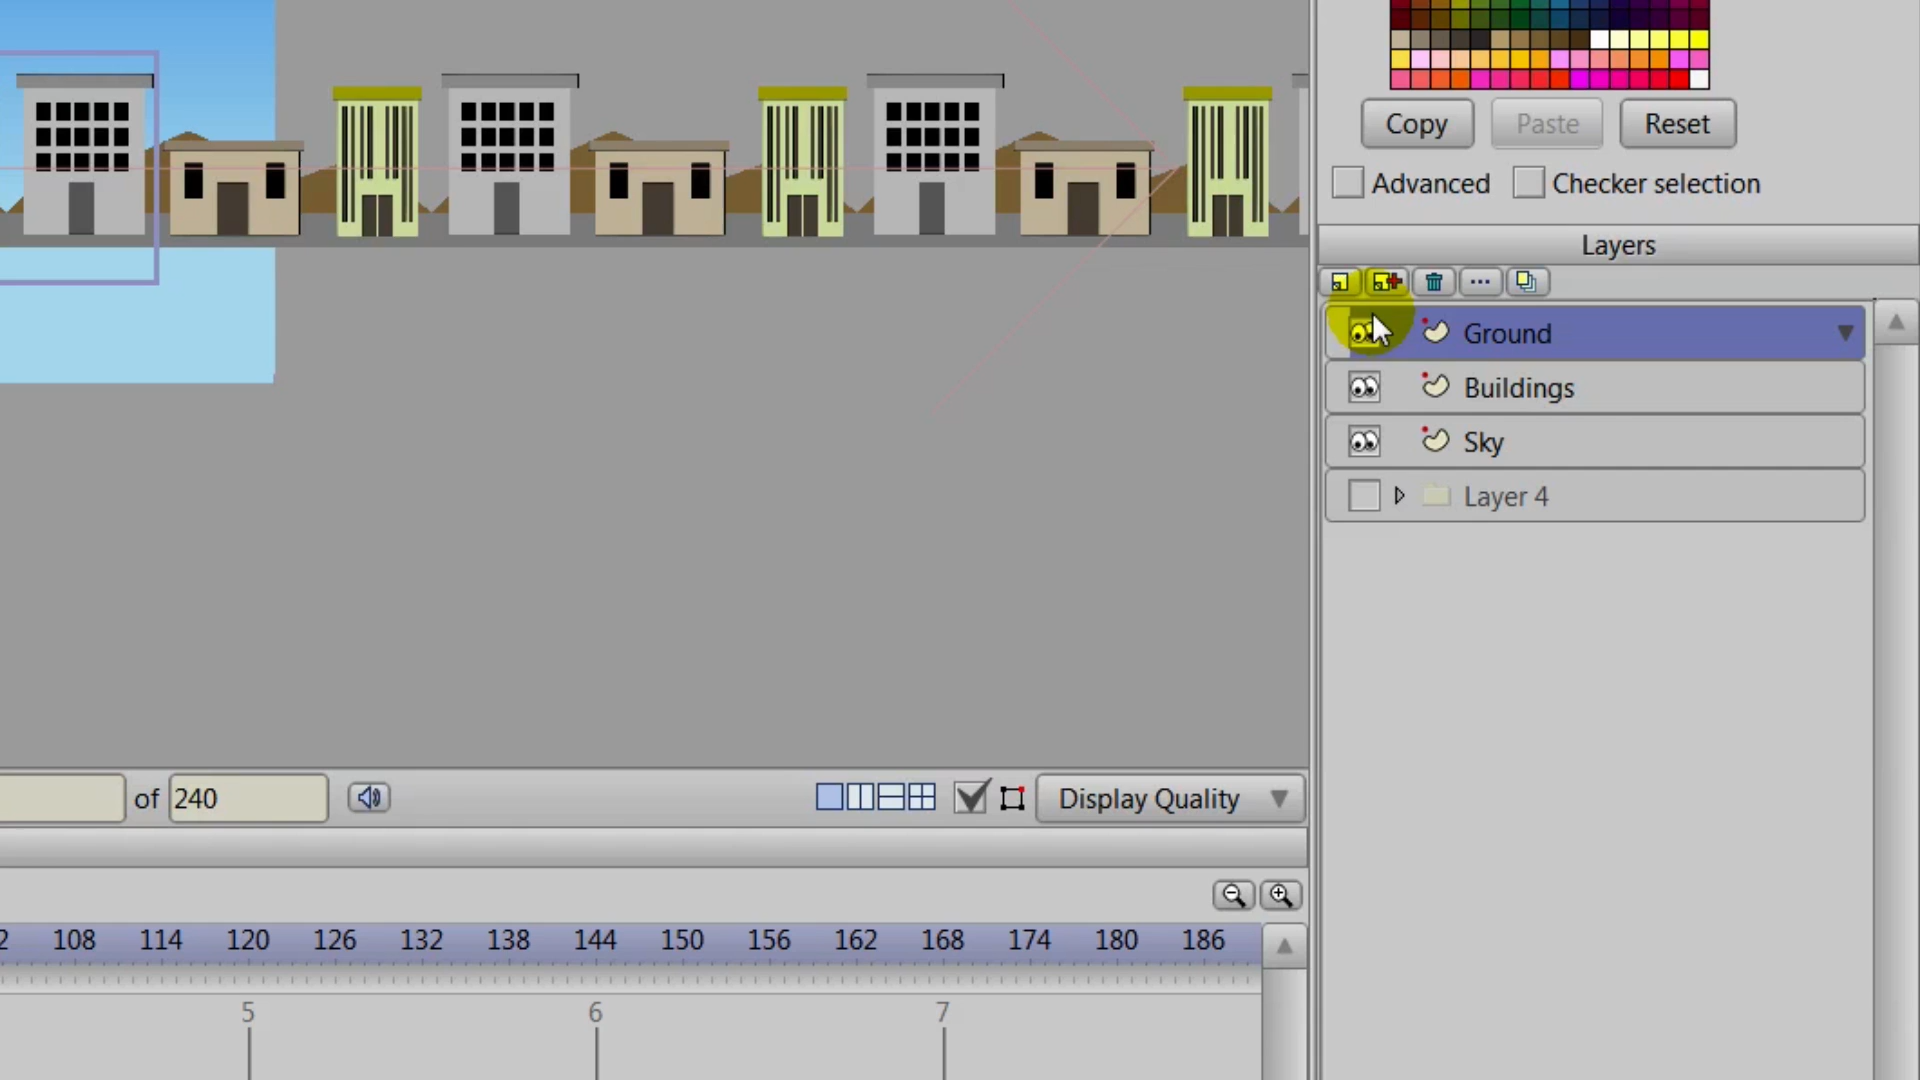 Copy Paste Reset
Advanced Checker selection
Layers
Ground
Buildings
Sky
Layer 4
of 240
Display Quality
2 108 114 120 126 132 138 144 150 156 162 168 174 180 186
5 6 7